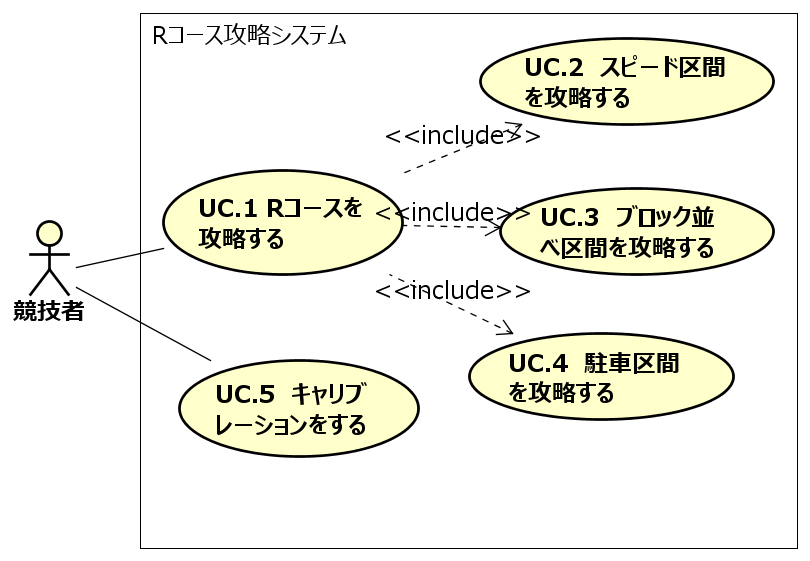 Rコース攻略システム
UC.2 スピード区間
を攻略する
<<include>>
UC.1 Rコースを
攻略する
<<include>>
UC.3 ブロック並
べ区間を攻略する
競技者
<<include>>
UC.4 駐車区間
を攻略する
UC.5 キャリブ
レーションをする